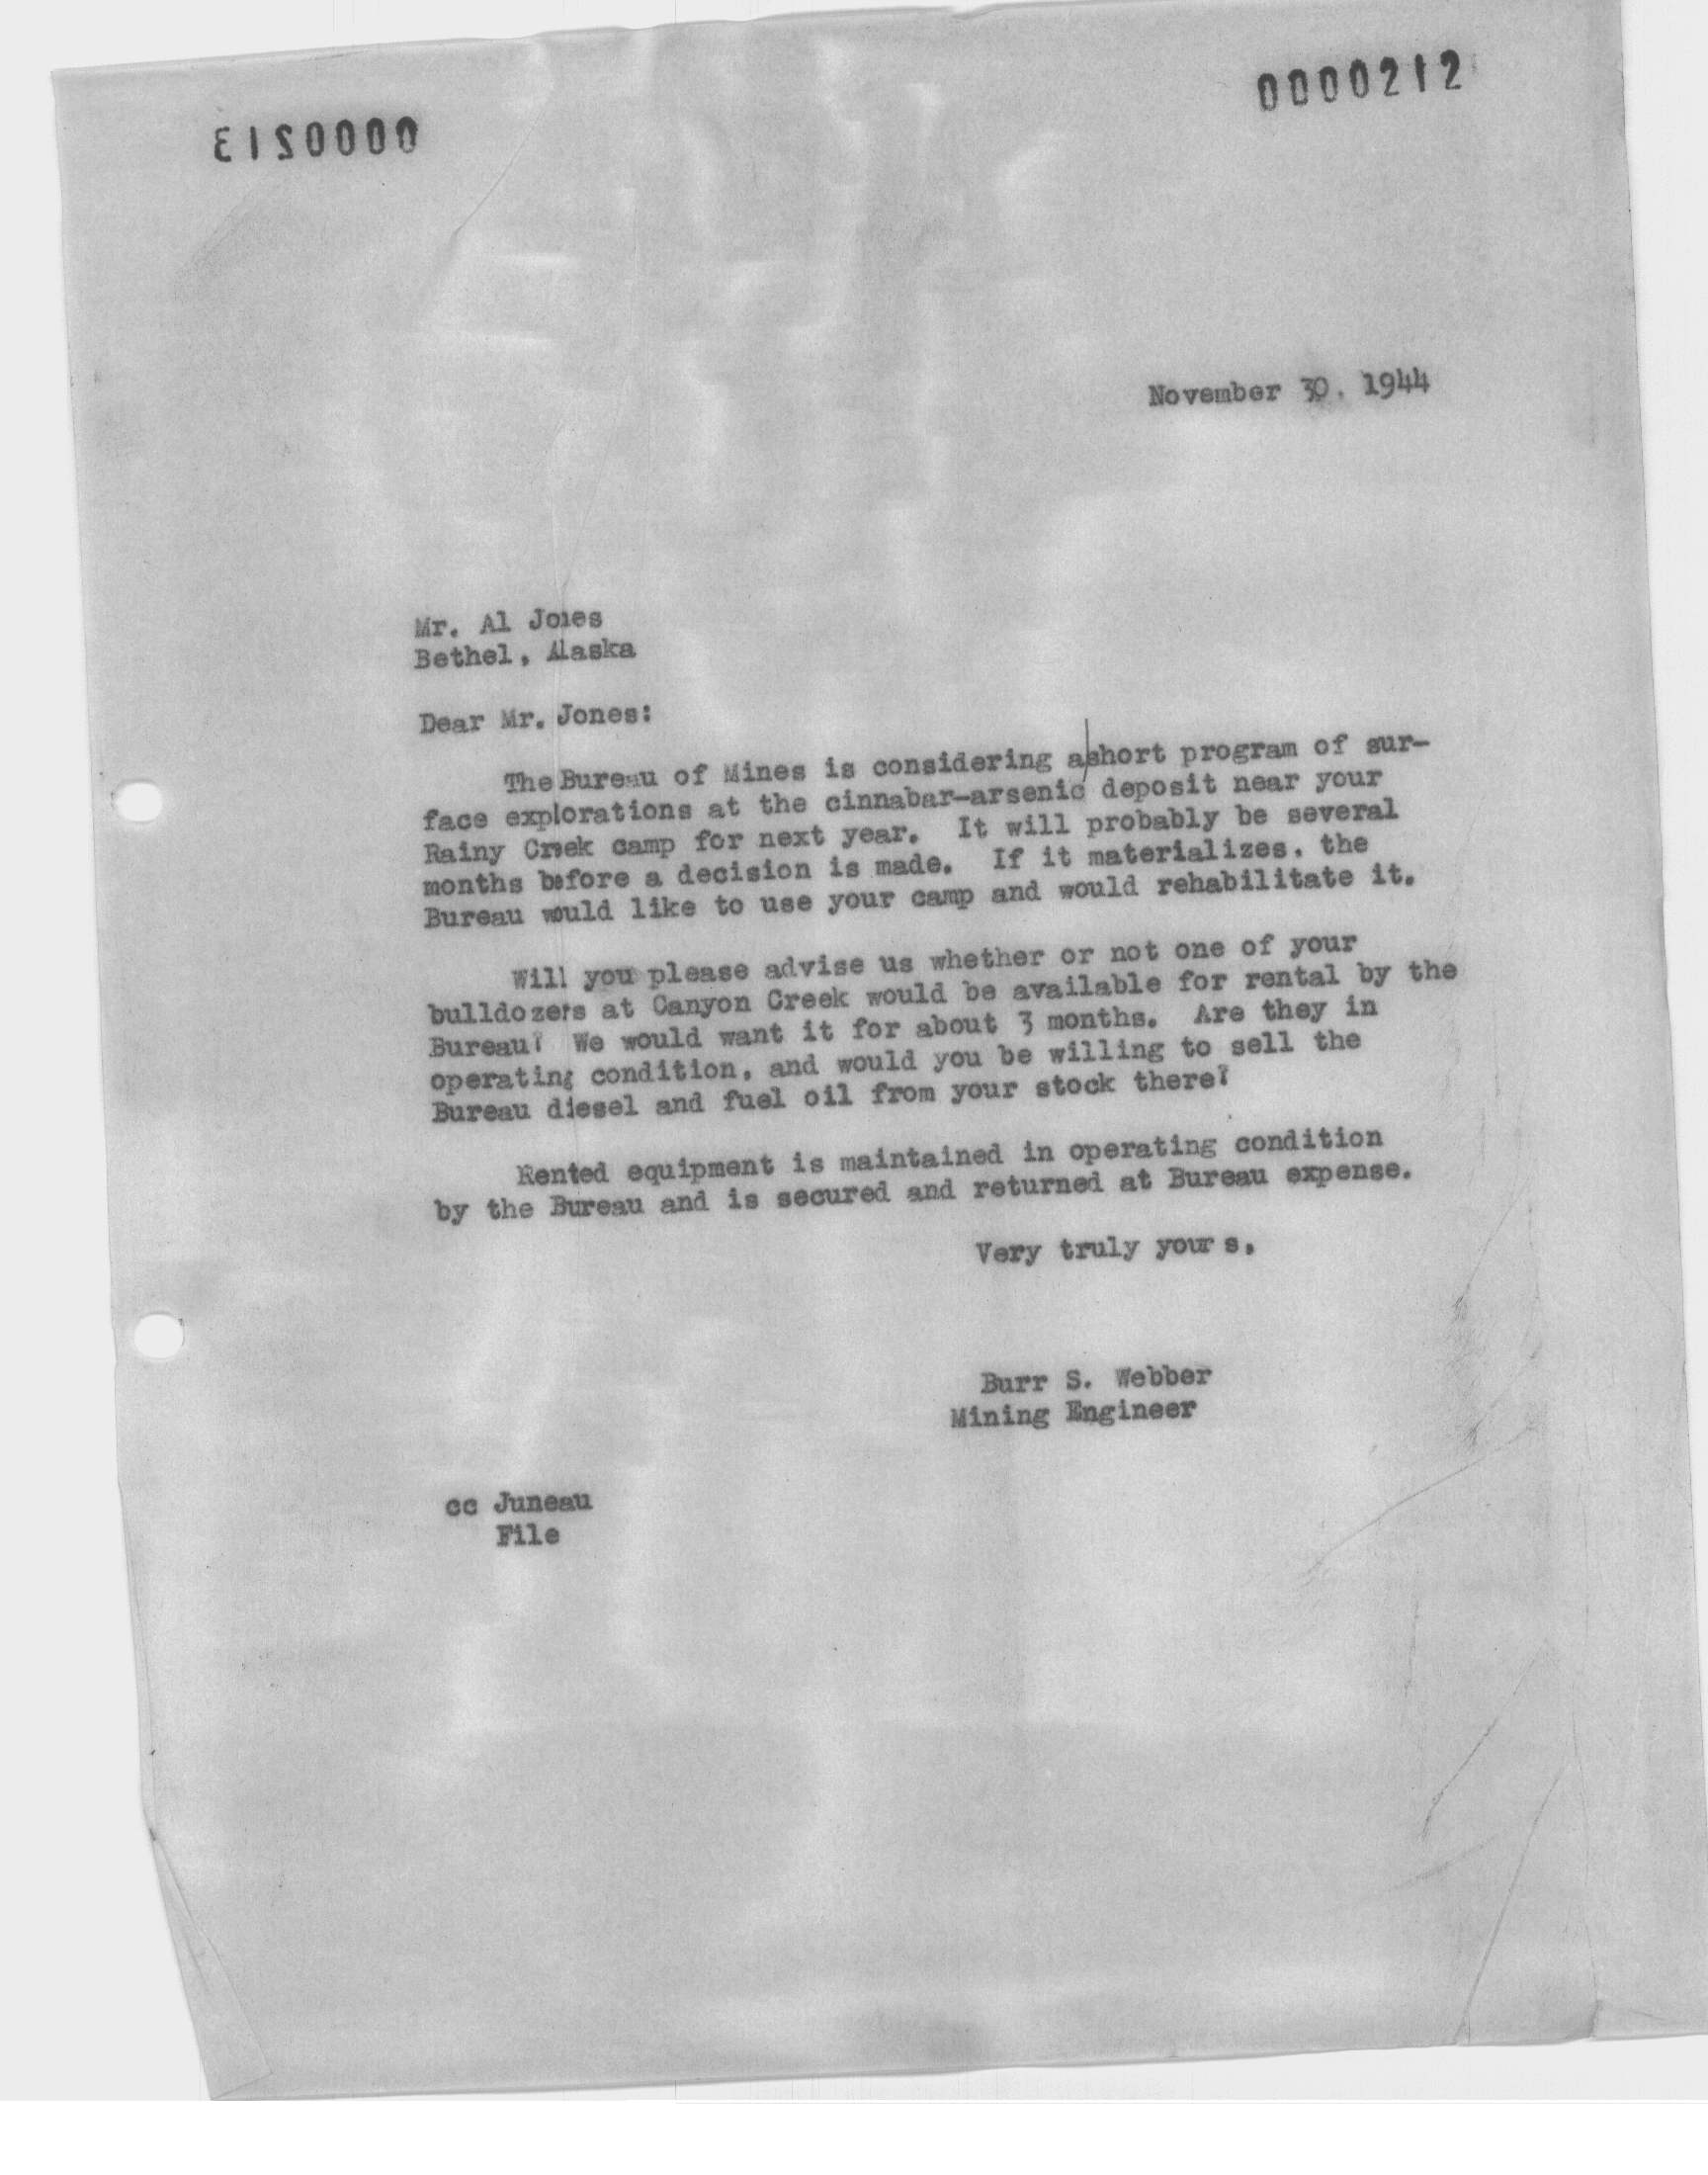 0000212
0000213
November 30, 1944
Mr. Al Jones
Bethel, Alaska
Dear Mr. Jones:
The Bureau of Mines is considering a short program of sur-
face explorations at the cinnabar-arsenic deposit near your
Rainy Creek camp for next year. It will probably be several
months before a decision is made. If it materializes, the
Bureau would like to use your camp and would rehabilitate it.
Will you please advise us whether or not one of your
bulldozers at Canyon Creek would be available for rental by the
Bureau? We would want it for about 3 months. Are they in
operating condition, and would you be willing to sell the
Bureau diesel and fuel oil from your stock there?
Rented equipment is maintained in operating condition
by the Bureau and is secured and returned at Bureau expense.
Very truly yours,
Burr S. Webber
Mining Engineer
cc Juneau
File